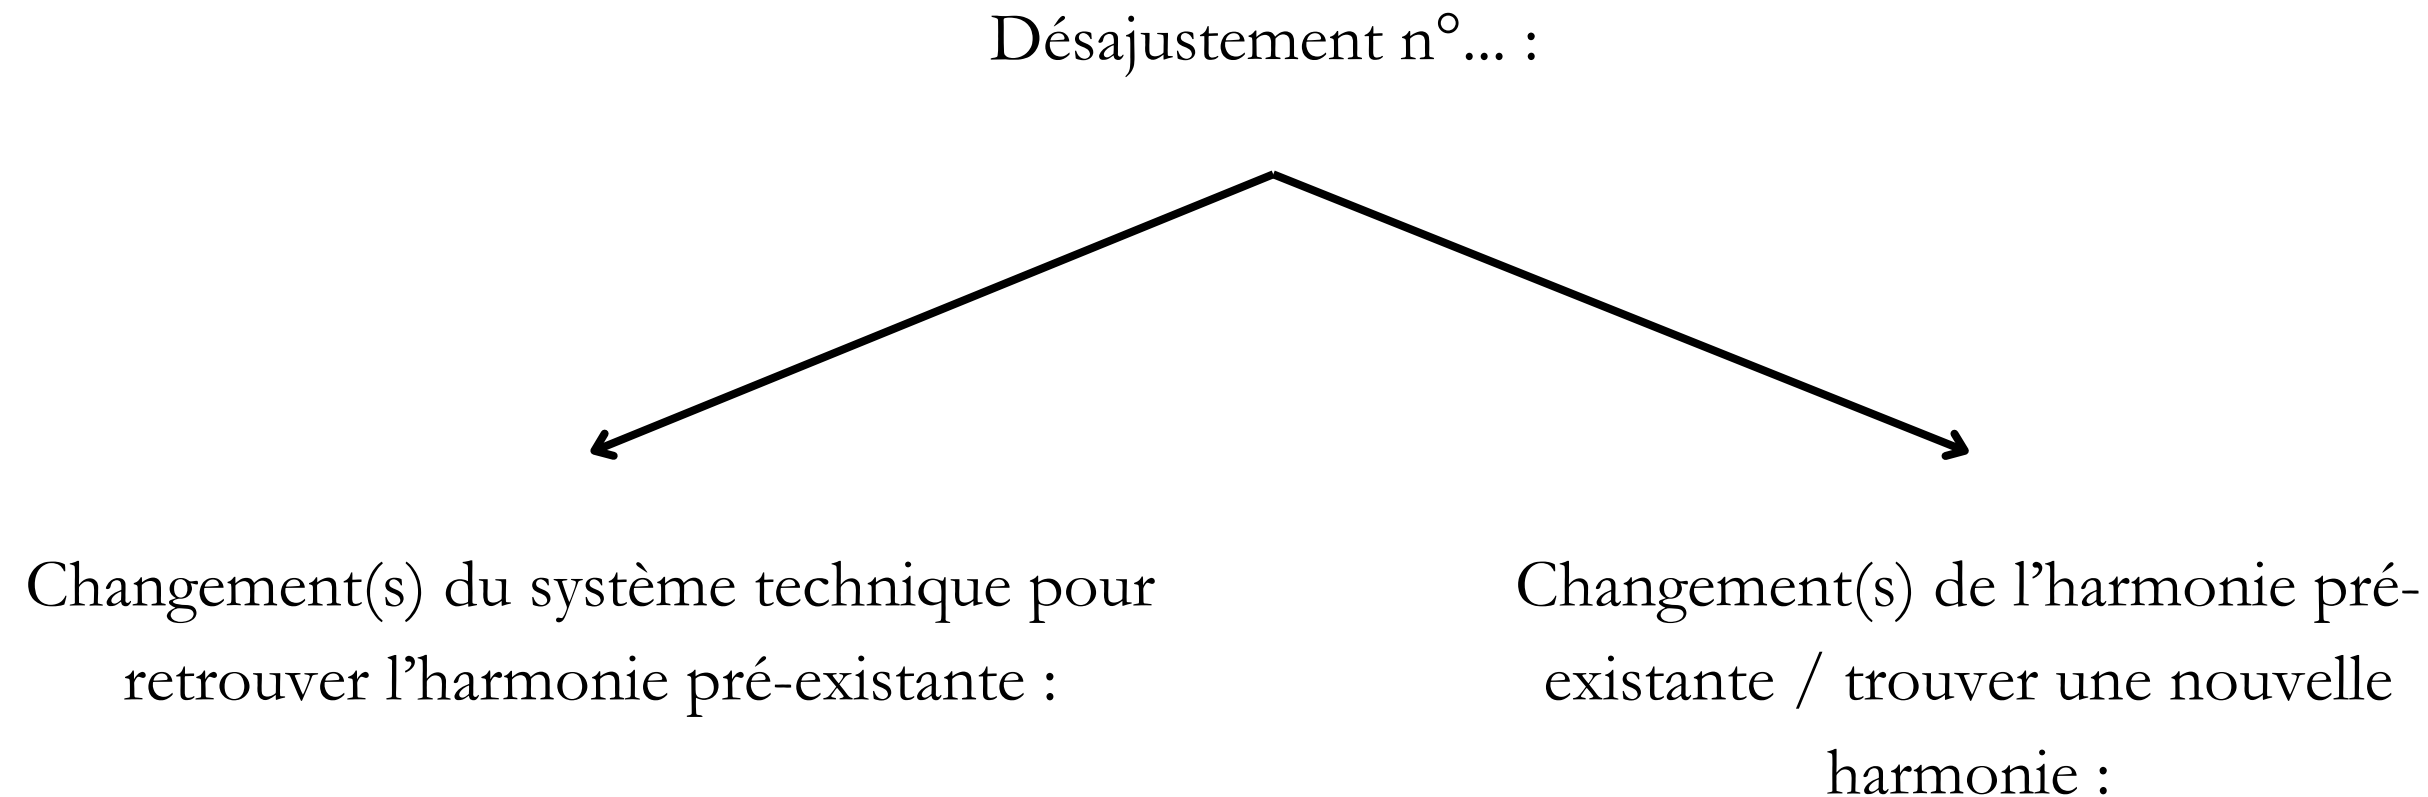 Désajustement n°... :
Changement(s) du système technique pour
retrouver l’harmonie pré-existante :
Changement(s) de l’harmonie pré-
existante / trouver une nouvelle
harmonie :